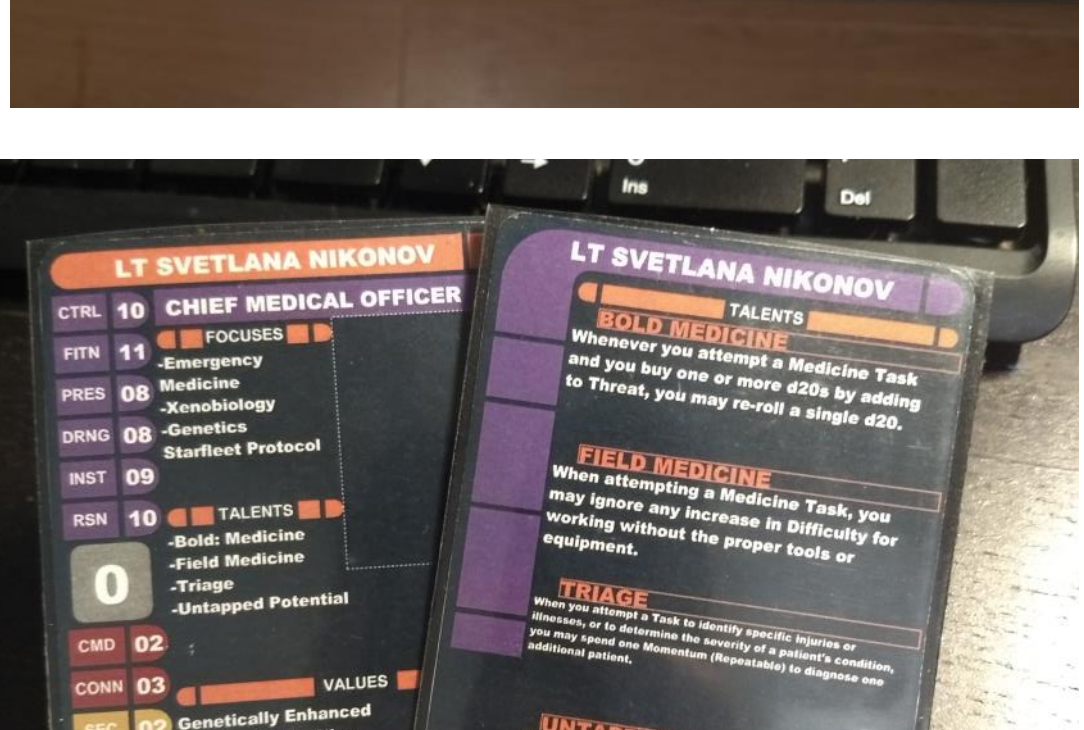 Ins
Del
LT SVETLANA NIKONOV
CTRL 10 CHIEF MEDICAL OFFICER
FOCUSES
FITN 11
-Emergency
Medicine
PRES 08
-Xenobiology
DRNG 08
-Genetics
Starfleet Protocol
INST 09
RSN 10
TALENTS
-Bold: Medicine
-Field Medicine
-Triage
-Untapped Potential
0
CMD 02
CONN 03
VALUES
SEC 02
Genetically Enhanced
LT SVETLANA NIKONOV
TALENTS
BOLD MEDICINE
Whenever you attempt a Medicine Task
and you buy one or more d20s by adding
to Threat, you may re-roll a single d20.
FIELD MEDICINE
When attempting a Medicine Task, you
may ignore any increase in Difficulty for
working without the proper tools or
equipment.
TRIAGE
When you attempt a Task to identify specific injuries or
illnesses, or to determine the severity of a patient's condition,
you may spend one Momentum (Repeatable) to diagnose one
additional patient.